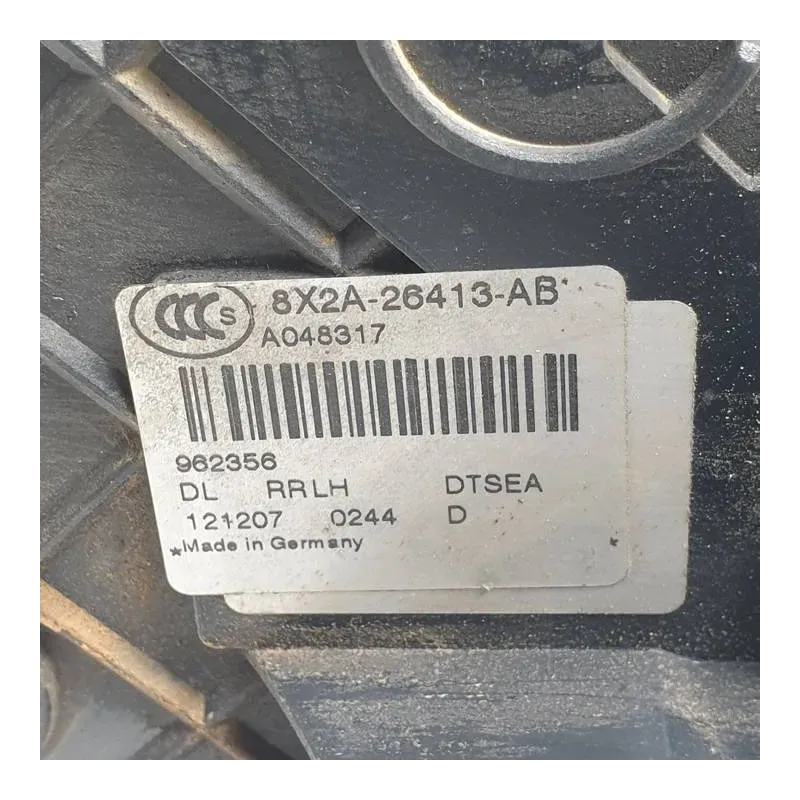 CCC S 8X2A-26413-AB*
A048317
962356
DL RRLH DTSEA
121207 0244 D
*Made in Germany *